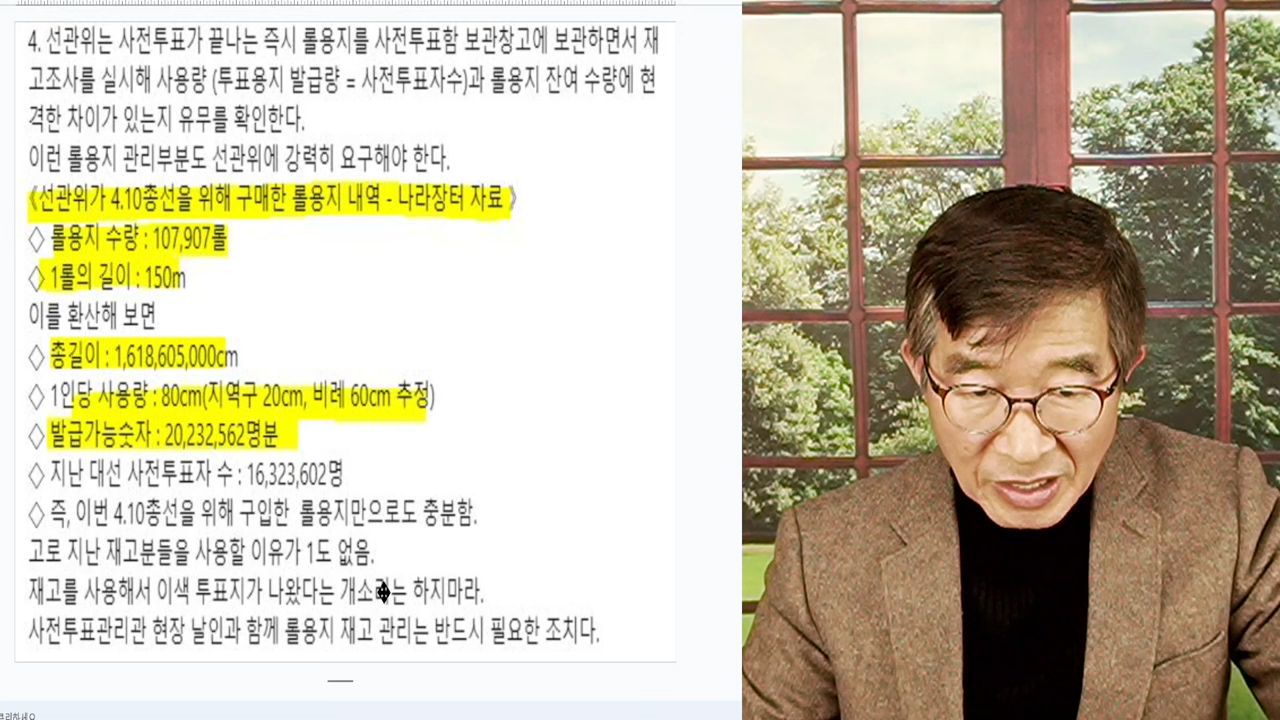 4. 선관위는 사전투표가 끝나는 즉시 롤용지를 사전투표함 보관창고에 보관하면서 재
고조사를 실시해 사용량 (투표용지 발급량 = 사전투표자수)과 롤용지 잔여 수량에 현
격한 차이가 있는지 유무를 확인한다.
이런 롤용지 관리부분도 선관위에 강력히 요구해야 한다.
《선관위가 4.10총선을 위해 구매한 롤용지 내역 - 나라장터 자료 》
◇ 롤용지 수량 : 107,907롤
◇ 1롤의 길이 : 150m
이를 환산해 보면
◇ 총길이 : 1,618,605,000cm
◇ 1인당 사용량 : 80cm(지역구 20cm, 비례 60cm 추정)
◇ 발급가능숫자 : 20,232,562명분
◇ 지난 대선 사전투표자 수 : 16,323,602명
◇ 즉, 이번 4.10총선을 위해 구입한 롤용지만으로도 충분함.
고로 지난 재고분들을 사용할 이유가 1도 없음.
재고를 사용해서 이색 투표지가 나왔다는 하지마라.
사전투표관리관 현장 날인과 함께 롤용지 재고 관리는 반드시 필요한 조치다.